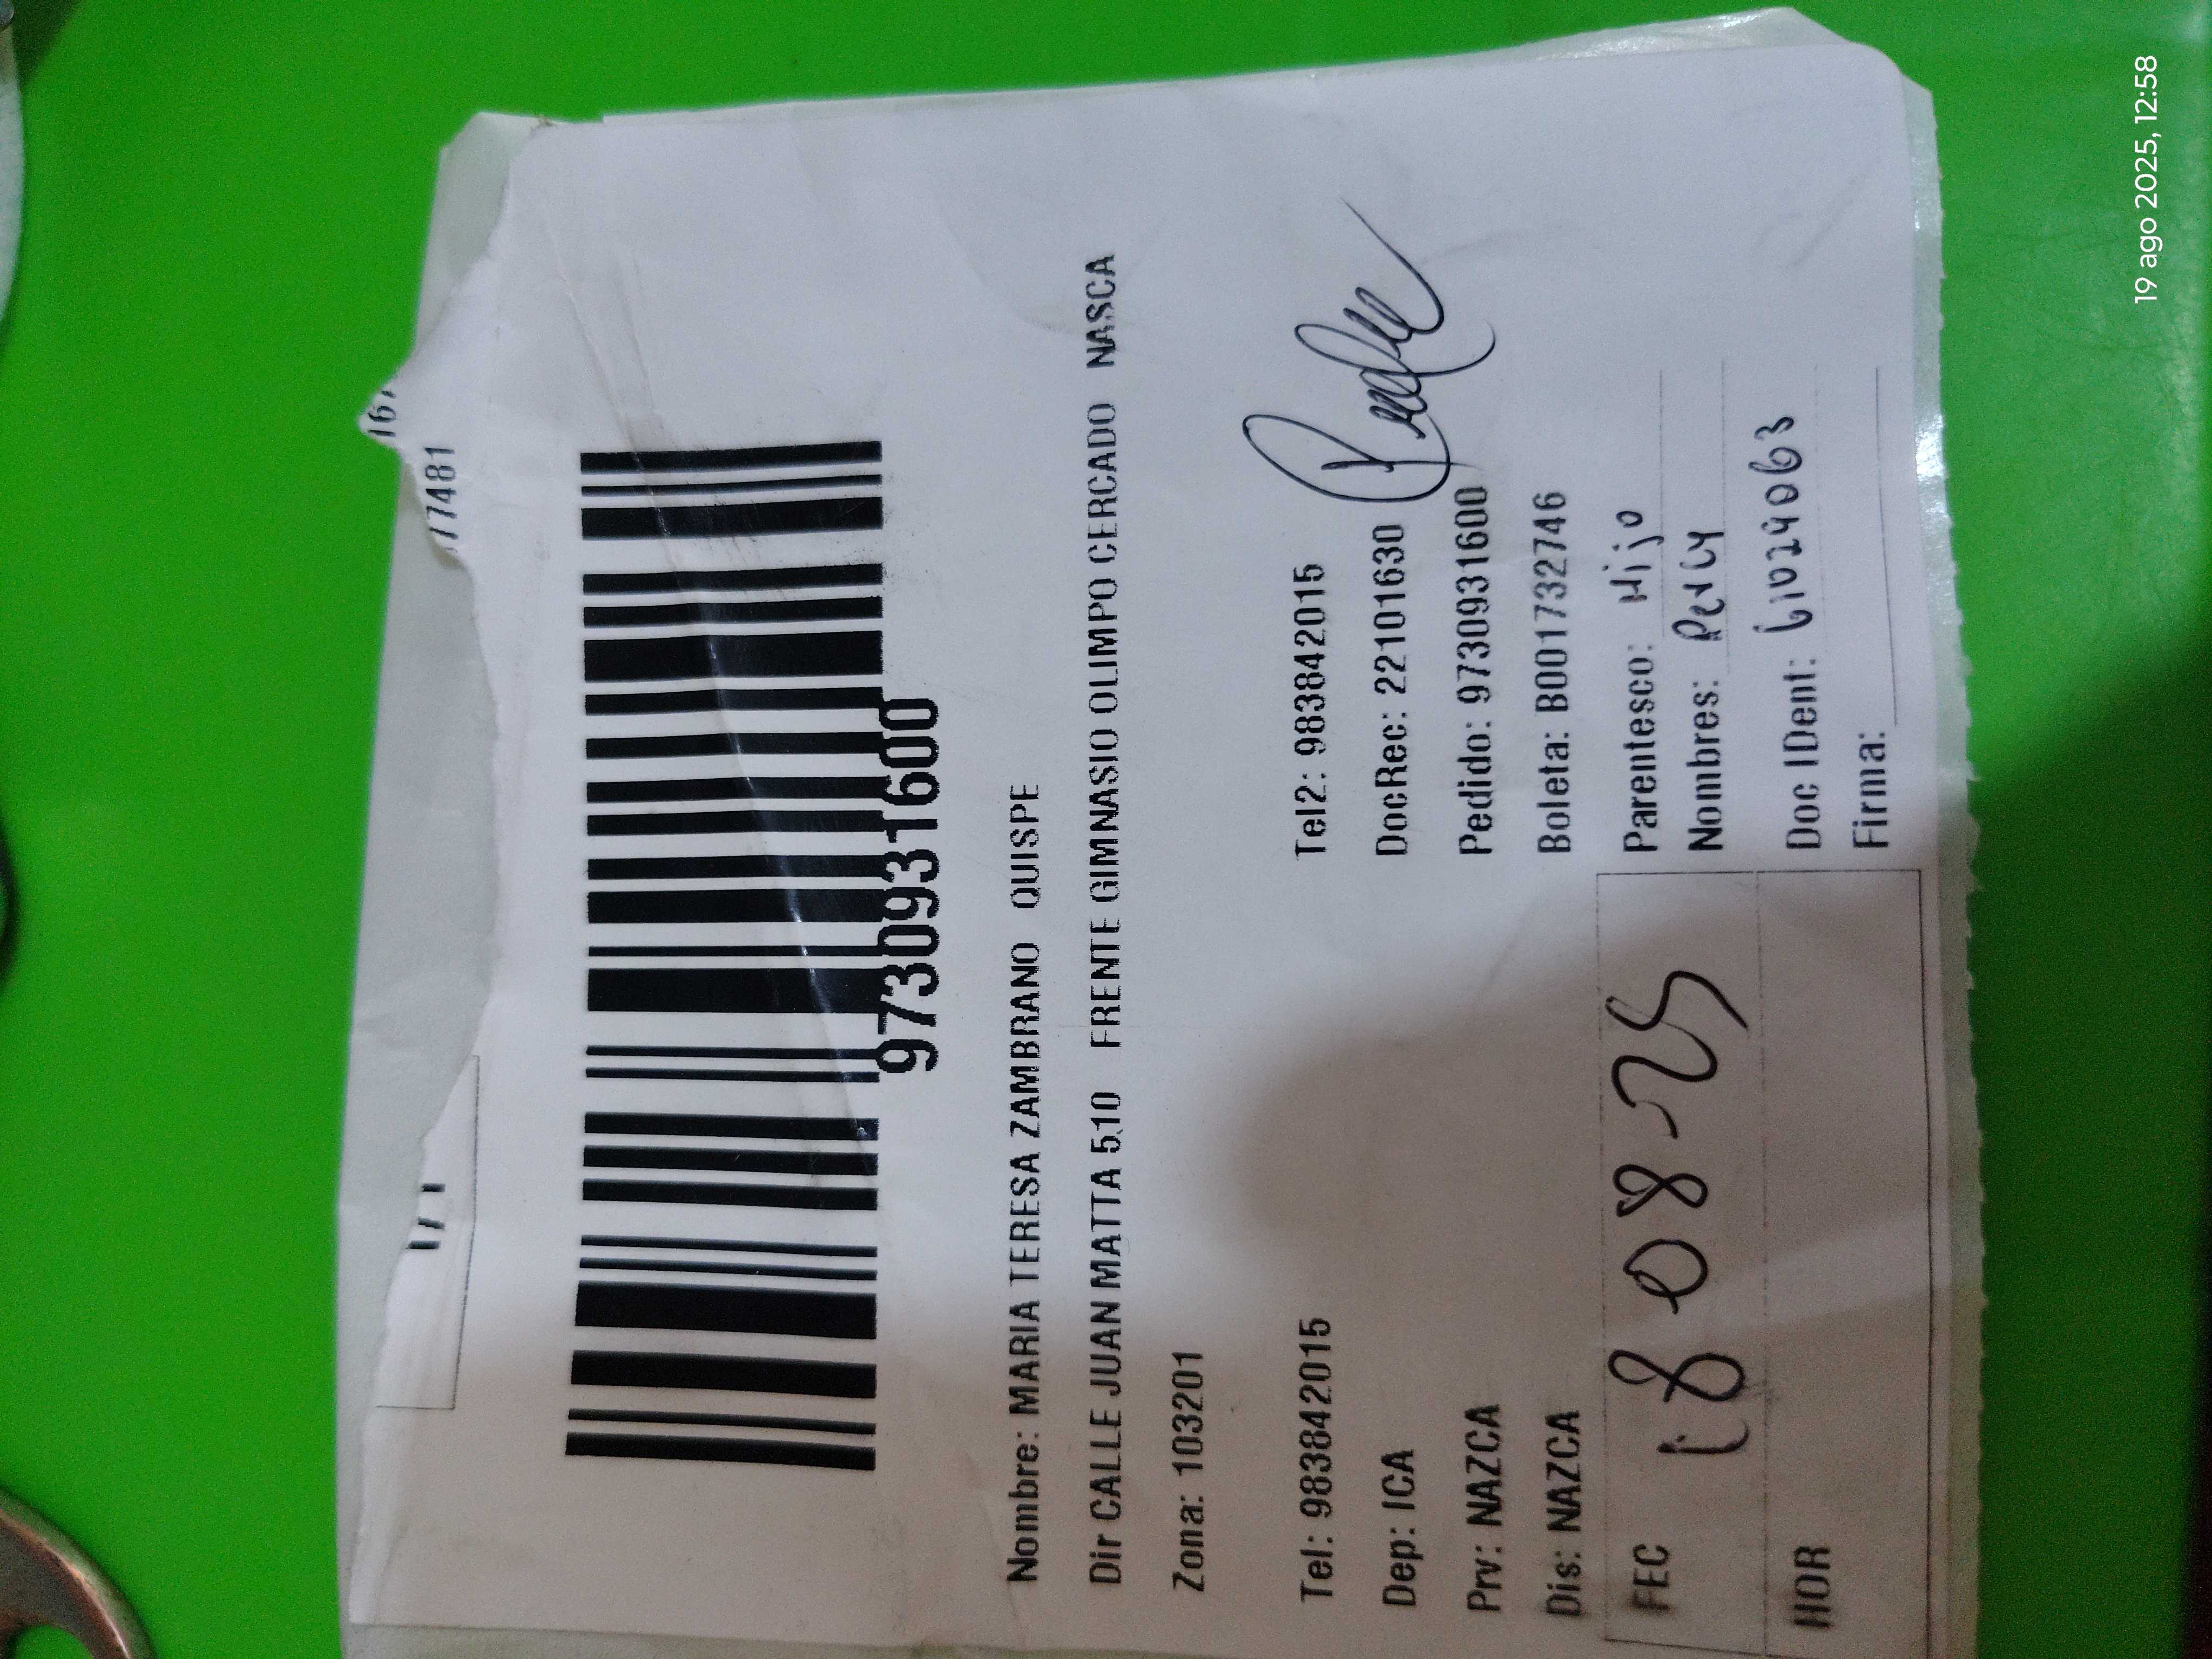 77481
9730931600
Nombre: MARIA TERESA ZAMBRANO QUISPE
Dir CALLE JUAN MATTA 510 FRENTE GIMNASIO OLIMPO CERCADO NASCA
Zona: 103201
Tel: 983842015 Tel2: 983842015
Dep: ICA DocRec: 22101630
Prv: NAZCA Pedido: 9730931600
Dis: NAZCA Boleta: B001732746
FEC 18 08 25 Parentesco: Hijo
Nombres: Percy
HOR Doc IDent: 61024063
Firma:
19 ago 2025, 12:58